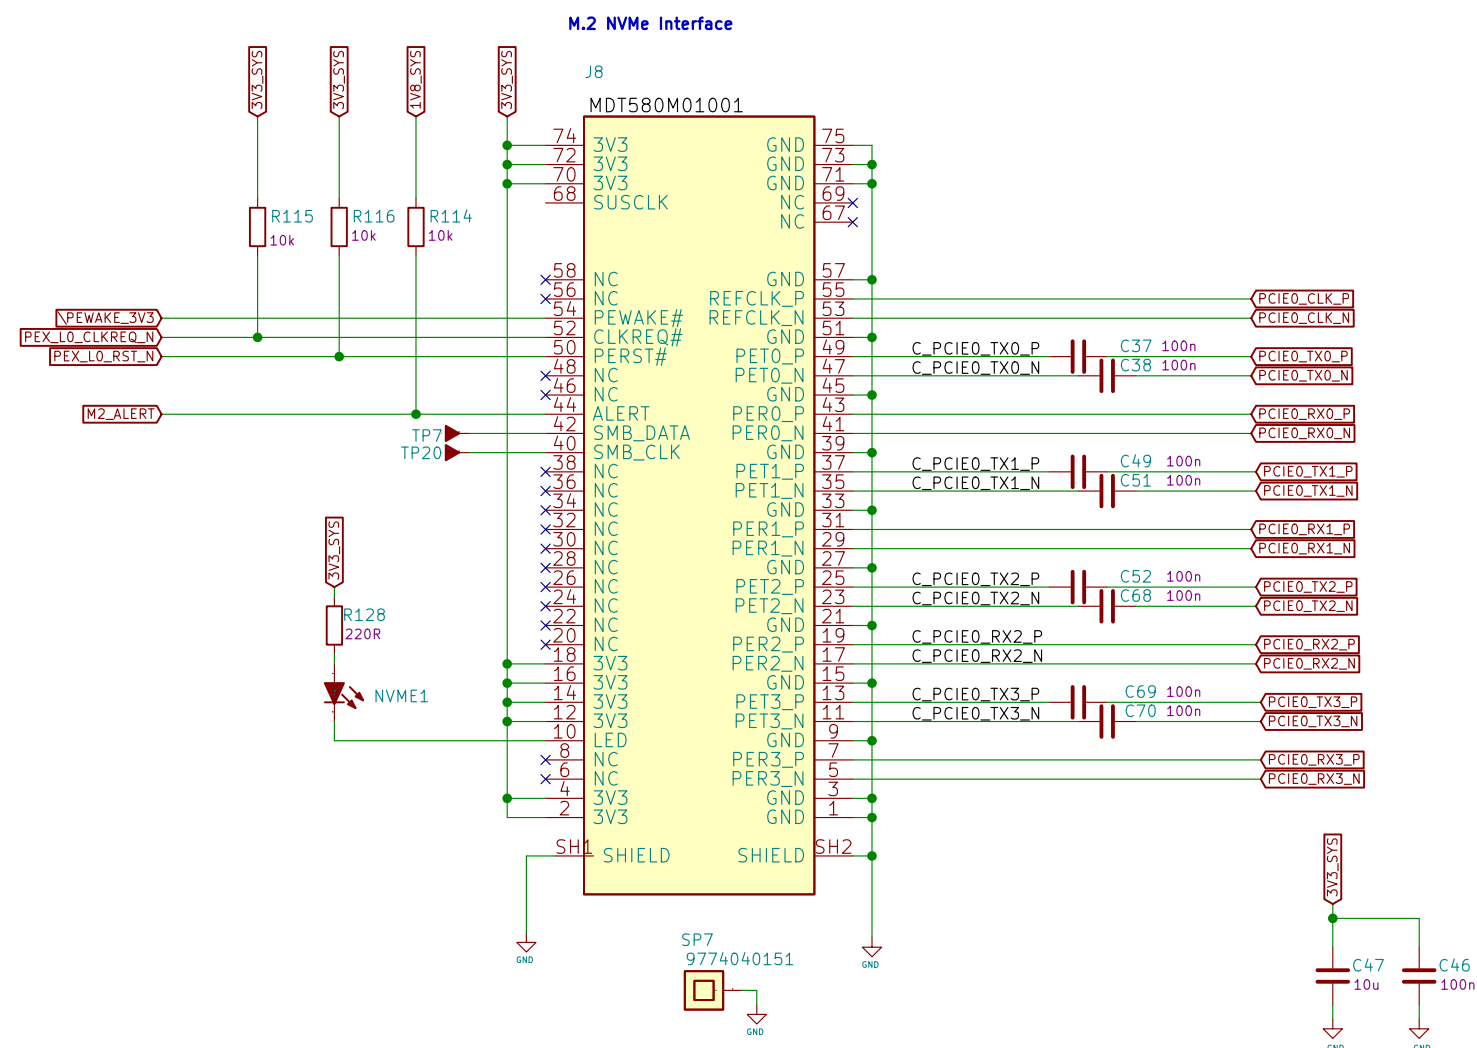 M.2 NVMe Interface
3V3_SYS
3V3_SYS
1V8_SYS
3V3_SYS
J8
MDT580M01001
74 3V3 GND 75
72 3V3 GND 73
70 3V3 GND 71
68 SUSCLK NC 69
NC 67
R115
10k
R116
10k
R114
10k
58 NC GND 57
56 NC REFCLK_P 55 PCIE0_CLK_P
\PEWAKE_3V3 54 PEWAKE# REFCLK_N 53 PCIE0_CLK_N
PEX_L0_CLKREQ_N 52 CLKREQ# GND 51
PEX_L0_RST_N 50 PERST# PET0_P 49 C_PCIE0_TX0_P C37 100n PCIE0_TX0_P
48 NC PET0_N 47 C_PCIE0_TX0_N C38 100n PCIE0_TX0_N
46 NC GND 45
M2_ALERT 44 ALERT PER0_P 43 PCIE0_RX0_P
TP7 42 SMB_DATA PER0_N 41 PCIE0_RX0_N
TP20 40 SMB_CLK GND 39
38 NC PET1_P 37 C_PCIE0_TX1_P C49 100n PCIE0_TX1_P
36 NC PET1_N 35 C_PCIE0_TX1_N C51 100n PCIE0_TX1_N
34 NC GND 33
32 NC PER1_P 31 PCIE0_RX1_P
30 NC PER1_N 29 PCIE0_RX1_N
28 NC GND 27
26 NC PET2_P 25 C_PCIE0_TX2_P C52 100n PCIE0_TX2_P
24 NC PET2_N 23 C_PCIE0_TX2_N C68 100n PCIE0_TX2_N
22 NC GND 21
20 NC PER2_P 19 C_PCIE0_RX2_P PCIE0_RX2_P
18 3V3 PER2_N 17 C_PCIE0_RX2_N PCIE0_RX2_N
16 3V3 GND 15
14 3V3 PET3_P 13 C_PCIE0_TX3_P C69 100n PCIE0_TX3_P
12 3V3 PET3_N 11 C_PCIE0_TX3_N C70 100n PCIE0_TX3_N
10 LED GND 9
8 NC PER3_P 7 PCIE0_RX3_P
6 NC PER3_N 5 PCIE0_RX3_N
4 3V3 GND 3
2 3V3 GND 1
SH1 SHIELD SHIELD SH2
3V3_SYS
R128
220R
NVME1
GND
GND
SP7
9774040151
GND
3V3_SYS
C47
10u
C46
100n
GND
GND